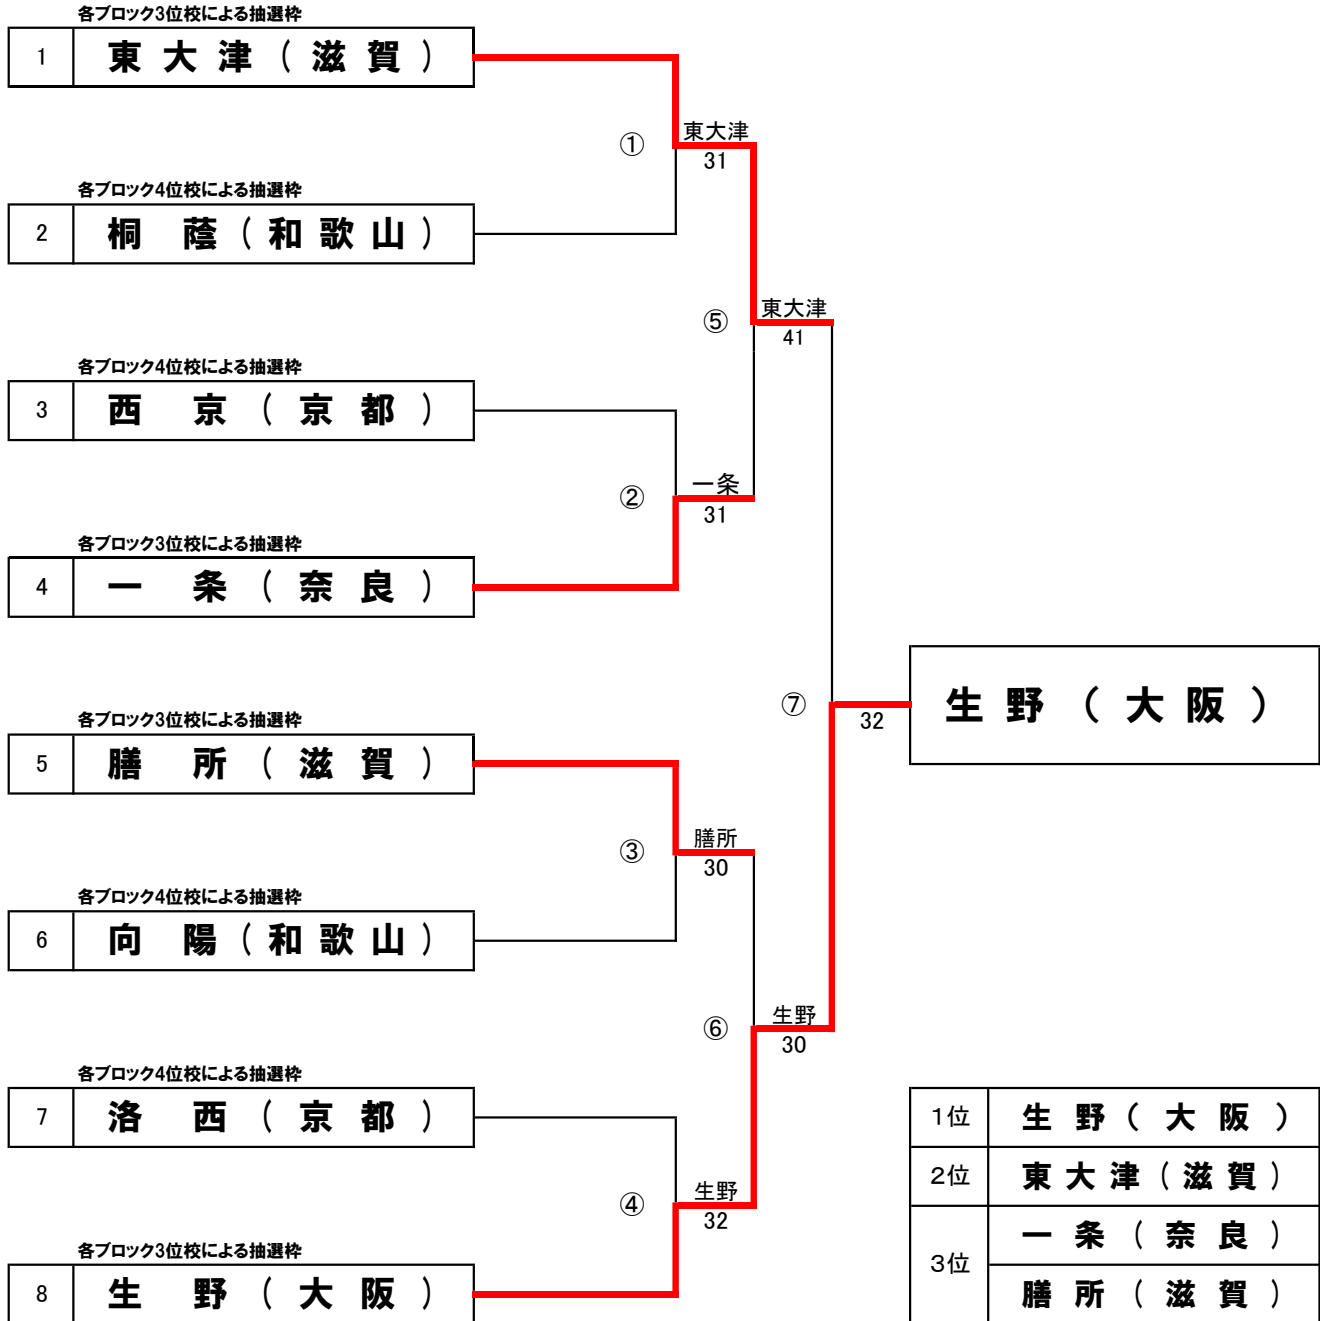 各ブロック3位校による抽選枠
1 東大津(滋賀)
① 東大津
31
各ブロック4位校による抽選枠
2 桐蔭(和歌山)
⑤ 東大津
41
各ブロック4位校による抽選枠
3 西京(京都)
② 一条
31
各ブロック3位校による抽選枠
4 一条(奈良)
⑦ 32 生野(大阪)
各ブロック3位校による抽選枠
5 膳所(滋賀)
③ 膳所
30
各ブロック4位校による抽選枠
6 向陽(和歌山)
⑥ 生野
30
各ブロック4位校による抽選枠
7 洛西(京都)
④ 生野
32
各ブロック3位校による抽選枠
8 生野(大阪)
1位 生野(大阪)
2位 東大津(滋賀)
3位 一条(奈良)
膳所(滋賀)